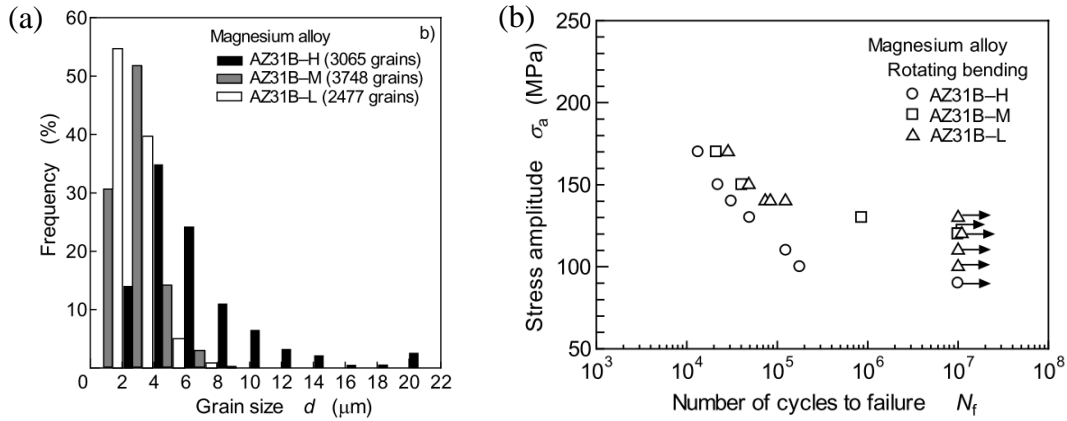 (a)
60
50
40
30
20
10
Frequency (%)
b)
Magnesium alloy
AZ31B–H (3065 grains)
AZ31B–M (3748 grains)
AZ31B–L (2477 grains)
0 2 4 6 8 10 12 14 16 18 20 22
Grain size d (μm)
(b)
250
200
150
100
50
Stress amplitude σa (MPa)
Magnesium alloy
Rotating bending
AZ31B–H
AZ31B–M
AZ31B–L
10³ 10⁴ 10⁵ 10⁶ 10⁷ 10⁸
Number of cycles to failure Nf